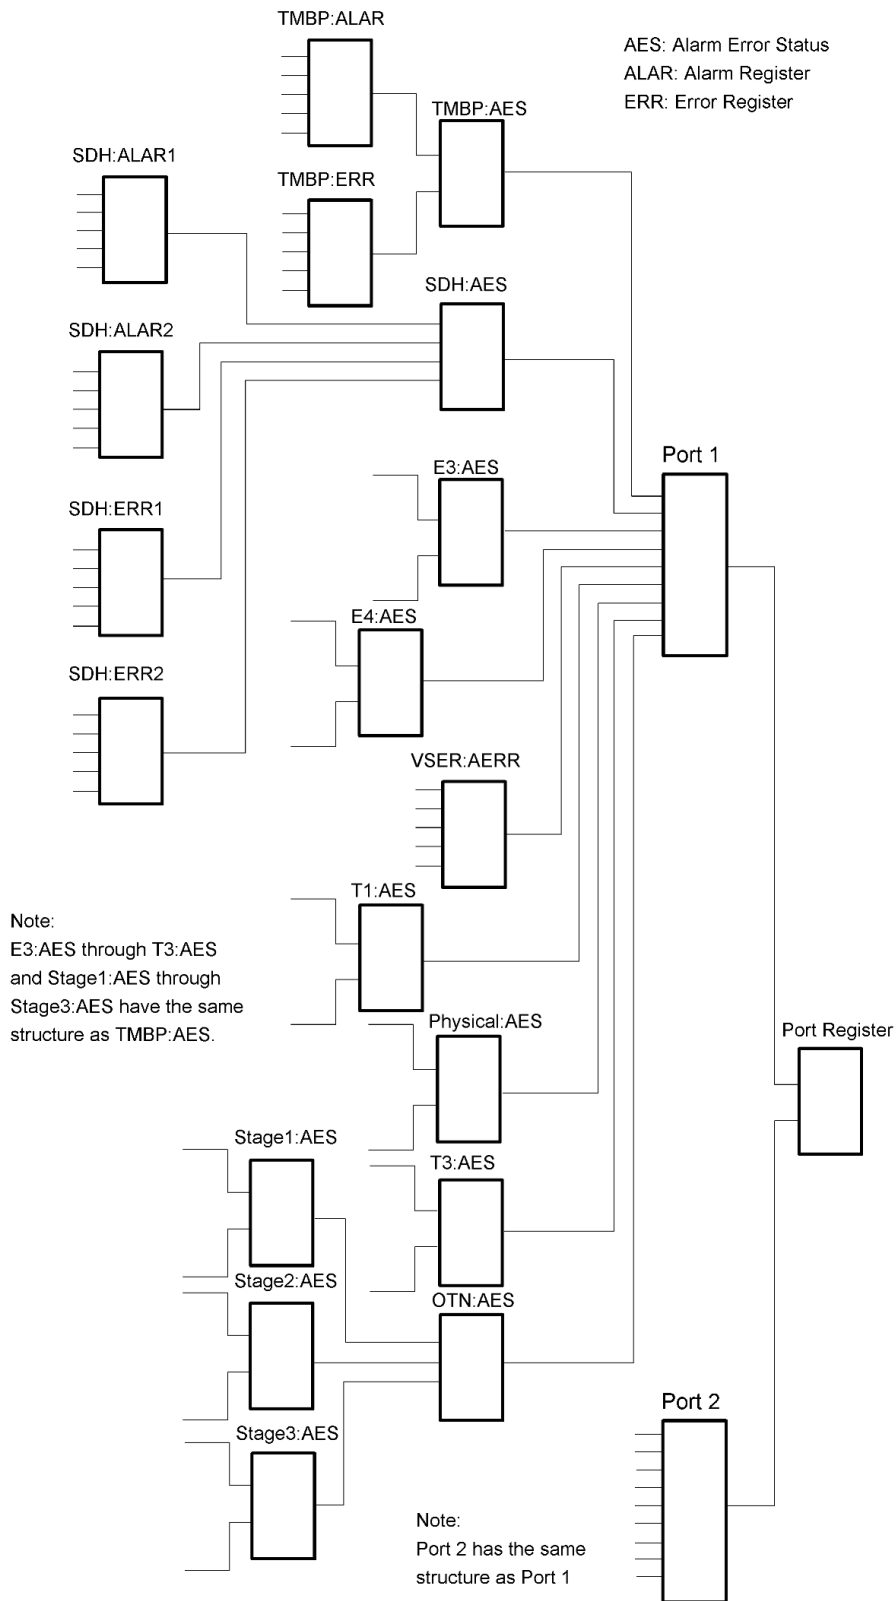 TMBP:ALAR
AES: Alarm Error Status
ALAR: Alarm Register
ERR: Error Register
TMBP:AES
SDH:ALAR1
TMBP:ERR
SDH:AES
SDH:ALAR2
Port 1
E3:AES
SDH:ERR1
E4:AES
SDH:ERR2
VSER:AERR
T1:AES
Note:
E3:AES through T3:AES
and Stage1:AES through
Stage3:AES have the same
structure as TMBP:AES.
Physical:AES
Port Register
Stage1:AES
T3:AES
Stage2:AES
OTN:AES
Port 2
Stage3:AES
Note:
Port 2 has the same
structure as Port 1